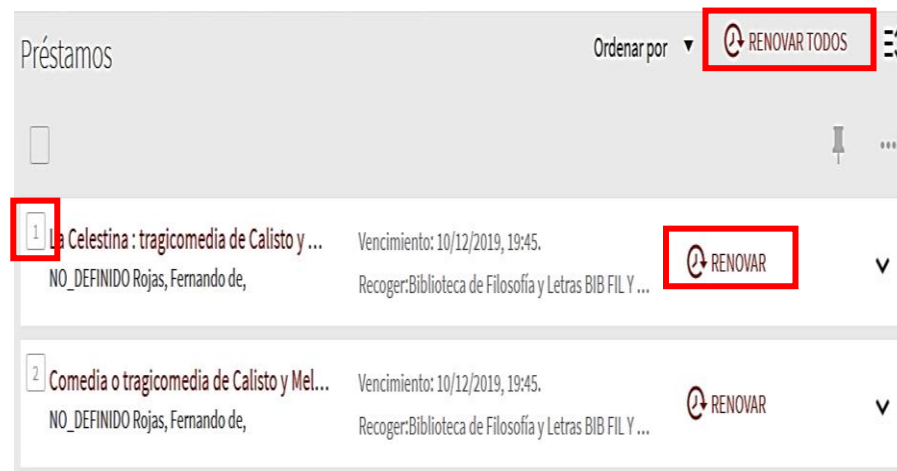 Préstamos
Ordenar por
RENOVAR TODOS
1
La Celestina : tragicomedia de Calisto y ...
Vencimiento: 10/12/2019, 19:45.
RENOVAR
NO_DEFINIDO Rojas, Fernando de,
Recoger:Biblioteca de Filosofía y Letras BIB FIL Y ...
2
Comedia o tragicomedia de Calisto y Mel...
Vencimiento: 10/12/2019, 19:45.
RENOVAR
NO_DEFINIDO Rojas, Fernando de,
Recoger:Biblioteca de Filosofía y Letras BIB FIL Y ...